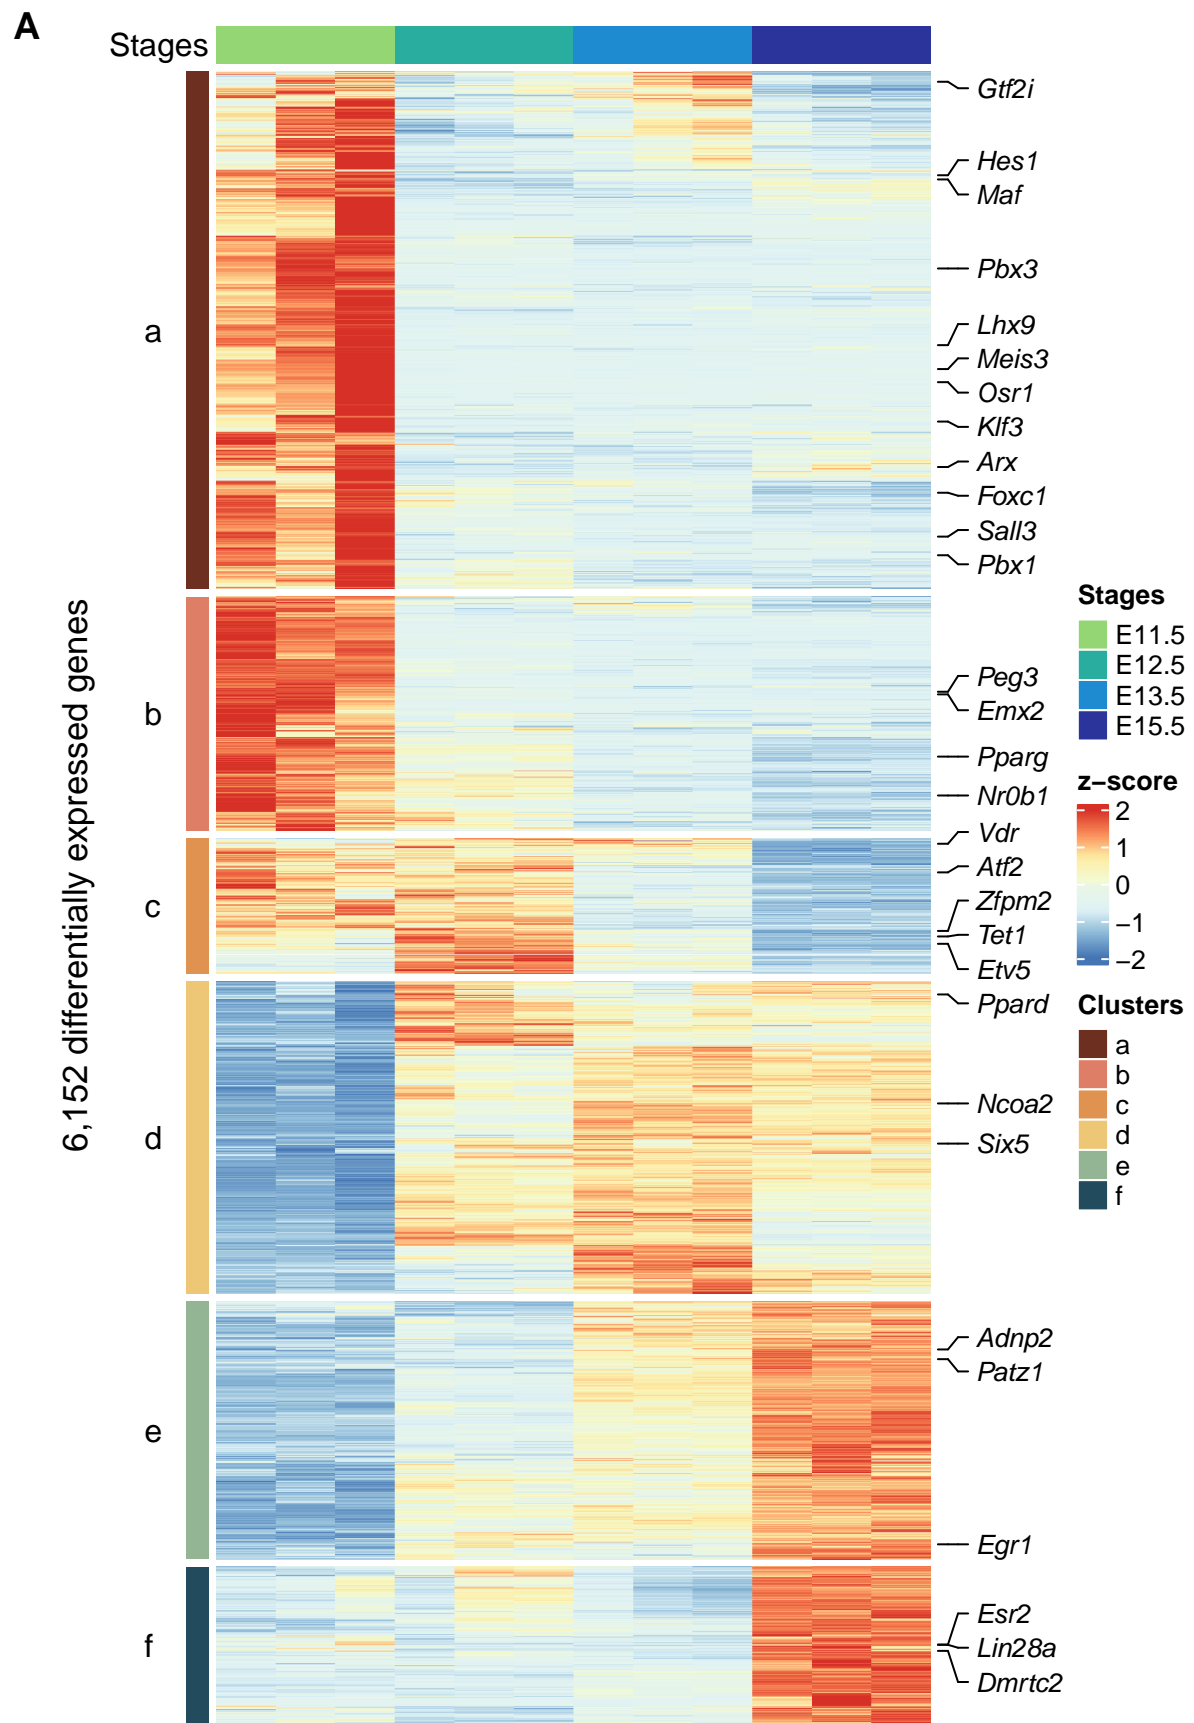 A
Stages
Gtf2i
Hes1
Maf
Pbx3
a
Lhx9
Meis3
Osr1
Klf3
Arx
Foxc1
Sall3
Pbx1
6,152 differentially expressed genes
b
Peg3
Emx2
Pparg
Nr0b1
c
Vdr
Atf2
Zfpm2
Tet1
Etv5
d
Ppard
Ncoa2
Six5
e
Adnp2
Patz1
Egr1
f
Esr2
Lin28a
Dmrtc2
Stages
E11.5
E12.5
E13.5
E15.5
z−score
2
1
0
−1
−2
Clusters
a
b
c
d
e
f